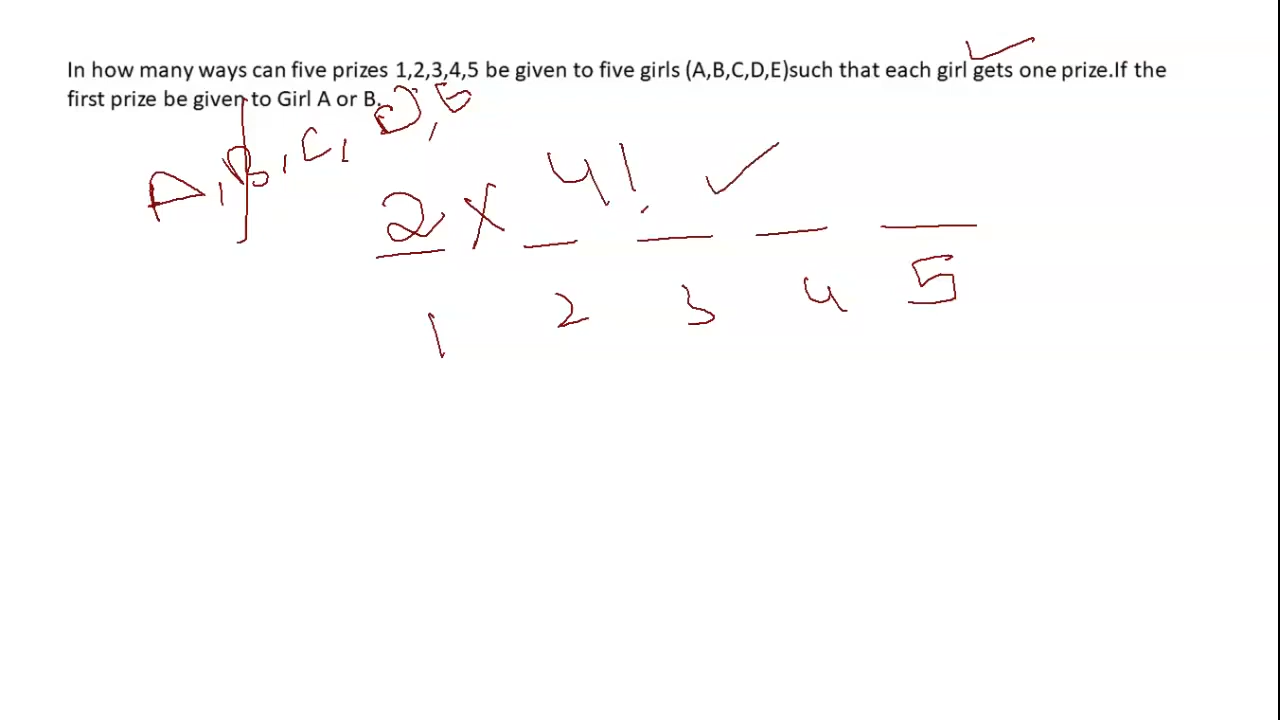 In how many ways can five prizes 1,2,3,4,5 be given to five girls (A,B,C,D,E)such that each girl gets one prize.If the
first prize be given to Girl A or B.
A, B, C, D, E
2 X 4!
1 2 3 4 5